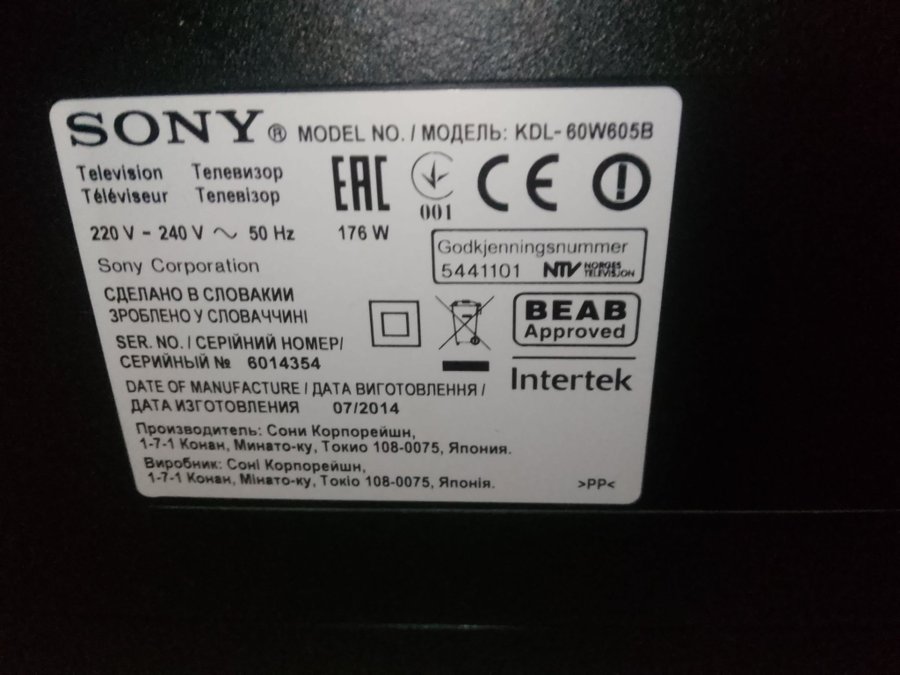 SONY® MODEL NO. / МОДЕЛЬ: KDL-60W605B
Television Телевизор
Téléviseur Телевізор
EAC
001
CE
220 V - 240 V ~ 50 Hz 176 W
Godkjenningsnummer
5441101 NTV NORGES TELEVISJON
Sony Corporation
СДЕЛАНО В СЛОВАКИИ
ЗРОБЛЕНО У СЛОВАЧЧИНІ
BEAB
Approved
Intertek
SER. NO. / СЕРІЙНИЙ НОМЕР/
СЕРИЙНЫЙ № 6014354
DATE OF MANUFACTURE / ДАТА ВИГОТОВЛЕННЯ /
ДАТА ИЗГОТОВЛЕНИЯ 07/2014
Производитель: Сони Корпорейшн,
1-7-1 Конан, Минато-ку, Токио 108-0075, Япония.
Виробник: Соні Корпорейшн,
1-7-1 Конан, Мінато-ку, Токіо 108-0075, Японія.
>PP<